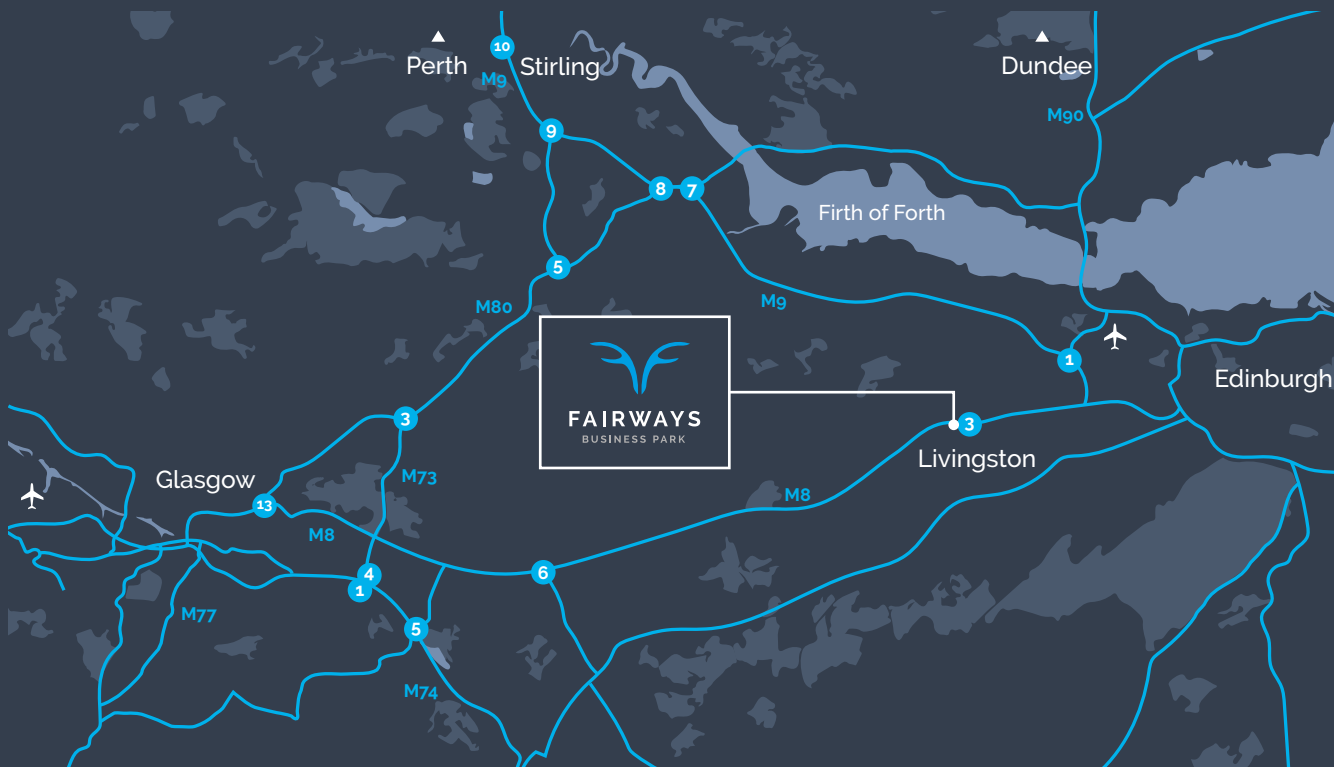 10
Perth
Stirling
Dundee
M9
M90
9
8
7
Firth of Forth
5
M80
M9
1
Edinburgh
FAIRWAYS
BUSINESS PARK
3
3
Livingston
Glasgow
M73
M8
13
M8
4
1
6
M77
5
M74